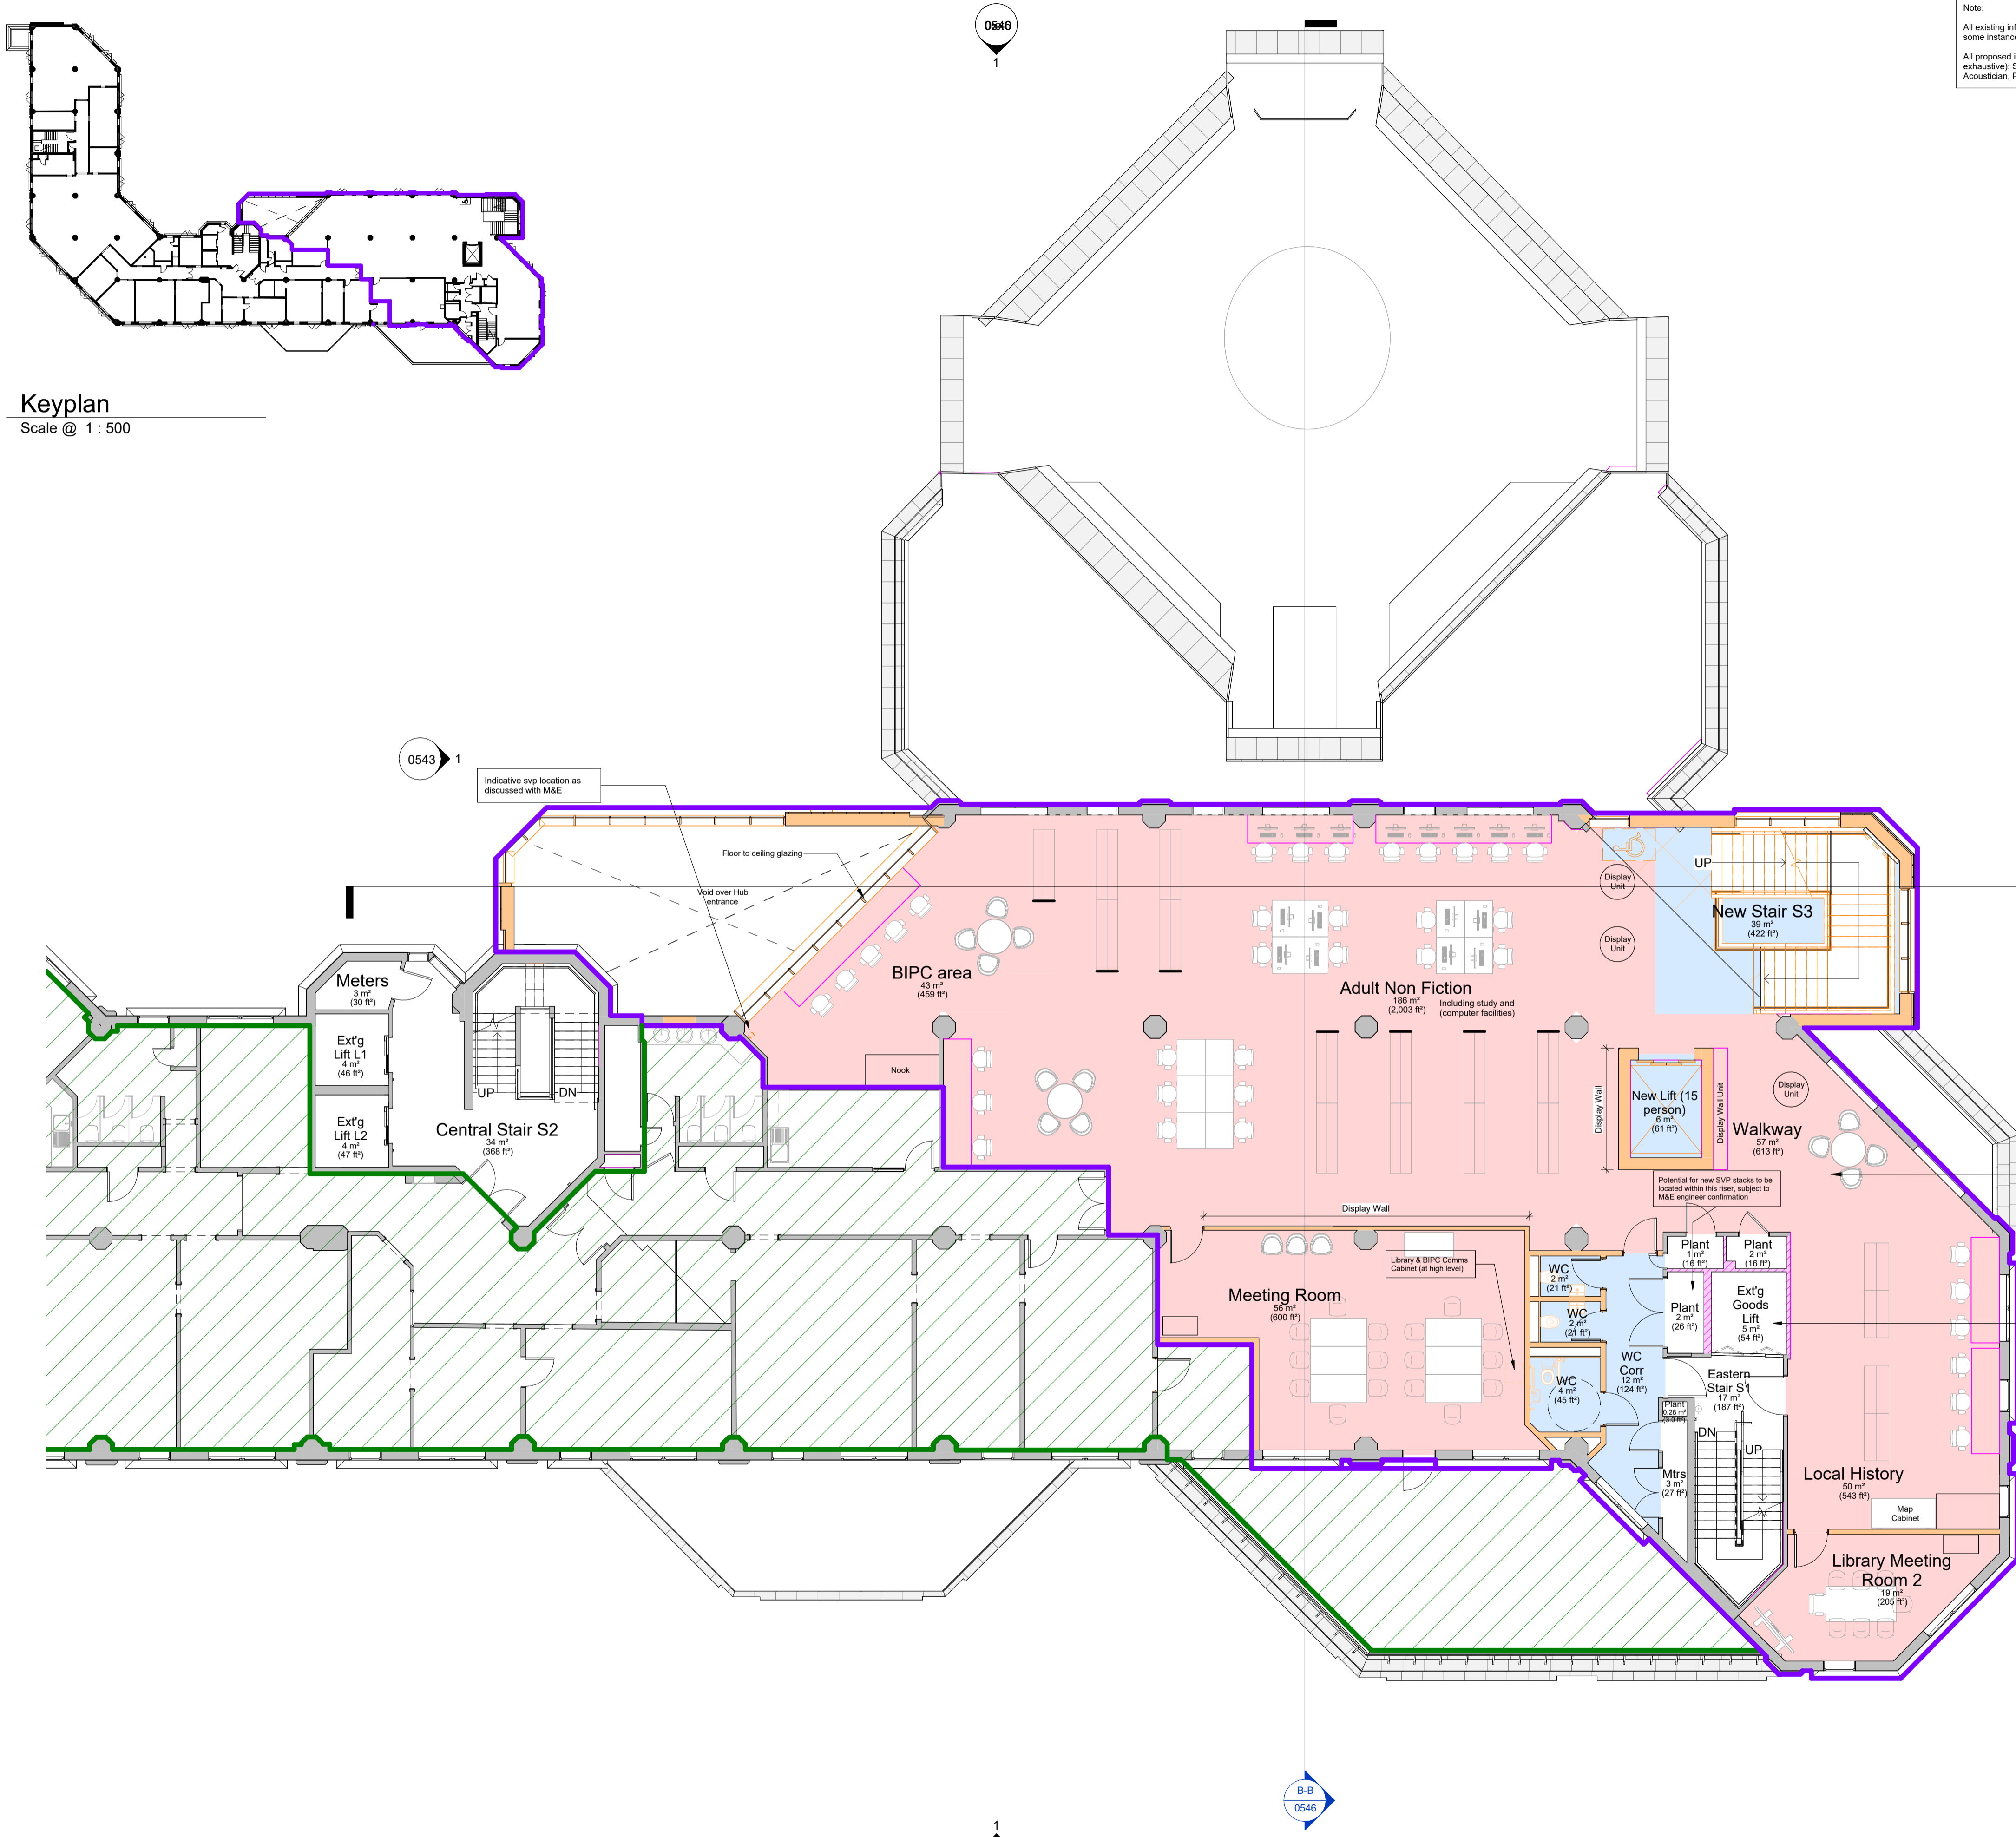 Note:
All existing inf
some instance
All proposed i
exhaustive): S
Acoustician, F
1
Keyplan
Scale @ 1 : 500
0543
1
Indicative svp location as
discussed with M&E
Floor to ceiling glazing
Void over Hub
entrance
UP
Display
Unit
New Stair S3
39 m²
(422 ft²)
Display
Unit
BIPC area
43 m²
(459 ft²)
Adult Non Fiction
186 m²
(2,003 ft²)
Including study and
(computer facilities)
Meters
3 m²
(30 ft²)
Ext'g
Lift L1
4 m²
(46 ft²)
Ext'g
Lift L2
4 m²
(47 ft²)
UP
DN
Central Stair S2
34 m²
(368 ft²)
Nook
Display Wall
New Lift (15
person)
6 m²
(61 ft²)
Display Wall Unit
Display
Unit
Walkway
57 m²
(613 ft²)
Potential for new SVP stacks to be
located within this riser, subject to
M&E engineer confirmation
Display Wall
Library & BIPC Comms
Cabinet (at high level)
Meeting Room
56 m²
(600 ft²)
WC
2 m²
(21 ft²)
WC
2 m²
(21 ft²)
WC
4 m²
(45 ft²)
WC
Corr
12 m²
(124 ft²)
Plant
1 m²
(16 ft²)
Plant
2 m²
(16 ft²)
Plant
2 m²
(26 ft²)
Ext'g
Goods
Lift
5 m²
(54 ft²)
Eastern
Stair S1
17 m²
(187 ft²)
Plant
0.28 m²
(3.0 ft²)
DN
UP
Mtrs
3 m²
(27 ft²)
Local History
50 m²
(543 ft²)
Map
Cabinet
Library Meeting
Room 2
19 m²
(205 ft²)
B-B
0546
1